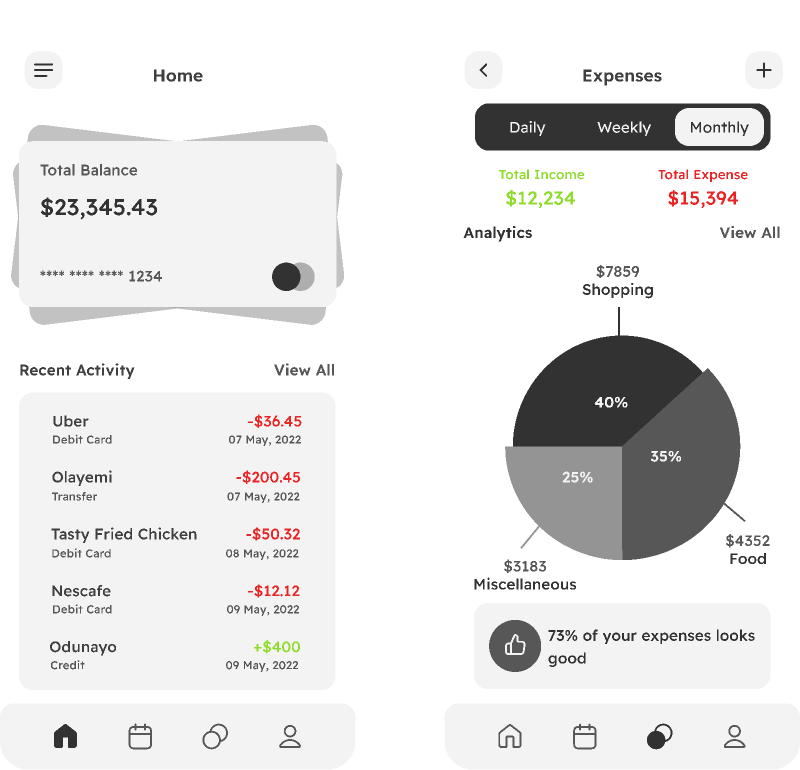 Home
Total Balance
$23,345.43
**** **** **** 1234
Recent Activity View All
Uber -$36.45
Debit Card 07 May, 2022
Olayemi -$200.45
Transfer 07 May, 2022
Tasty Fried Chicken -$50.32
Debit Card 08 May, 2022
Nescafe -$12.12
Debit Card 09 May, 2022
Odunayo +$400
Credit 09 May, 2022
Expenses
Daily Weekly Monthly
Total Income Total Expense
$12,234 $15,394
Analytics View All
$7859
Shopping
40%
35%
25%
$4352
Food
$3183
Miscellaneous
73% of your expenses looks
good